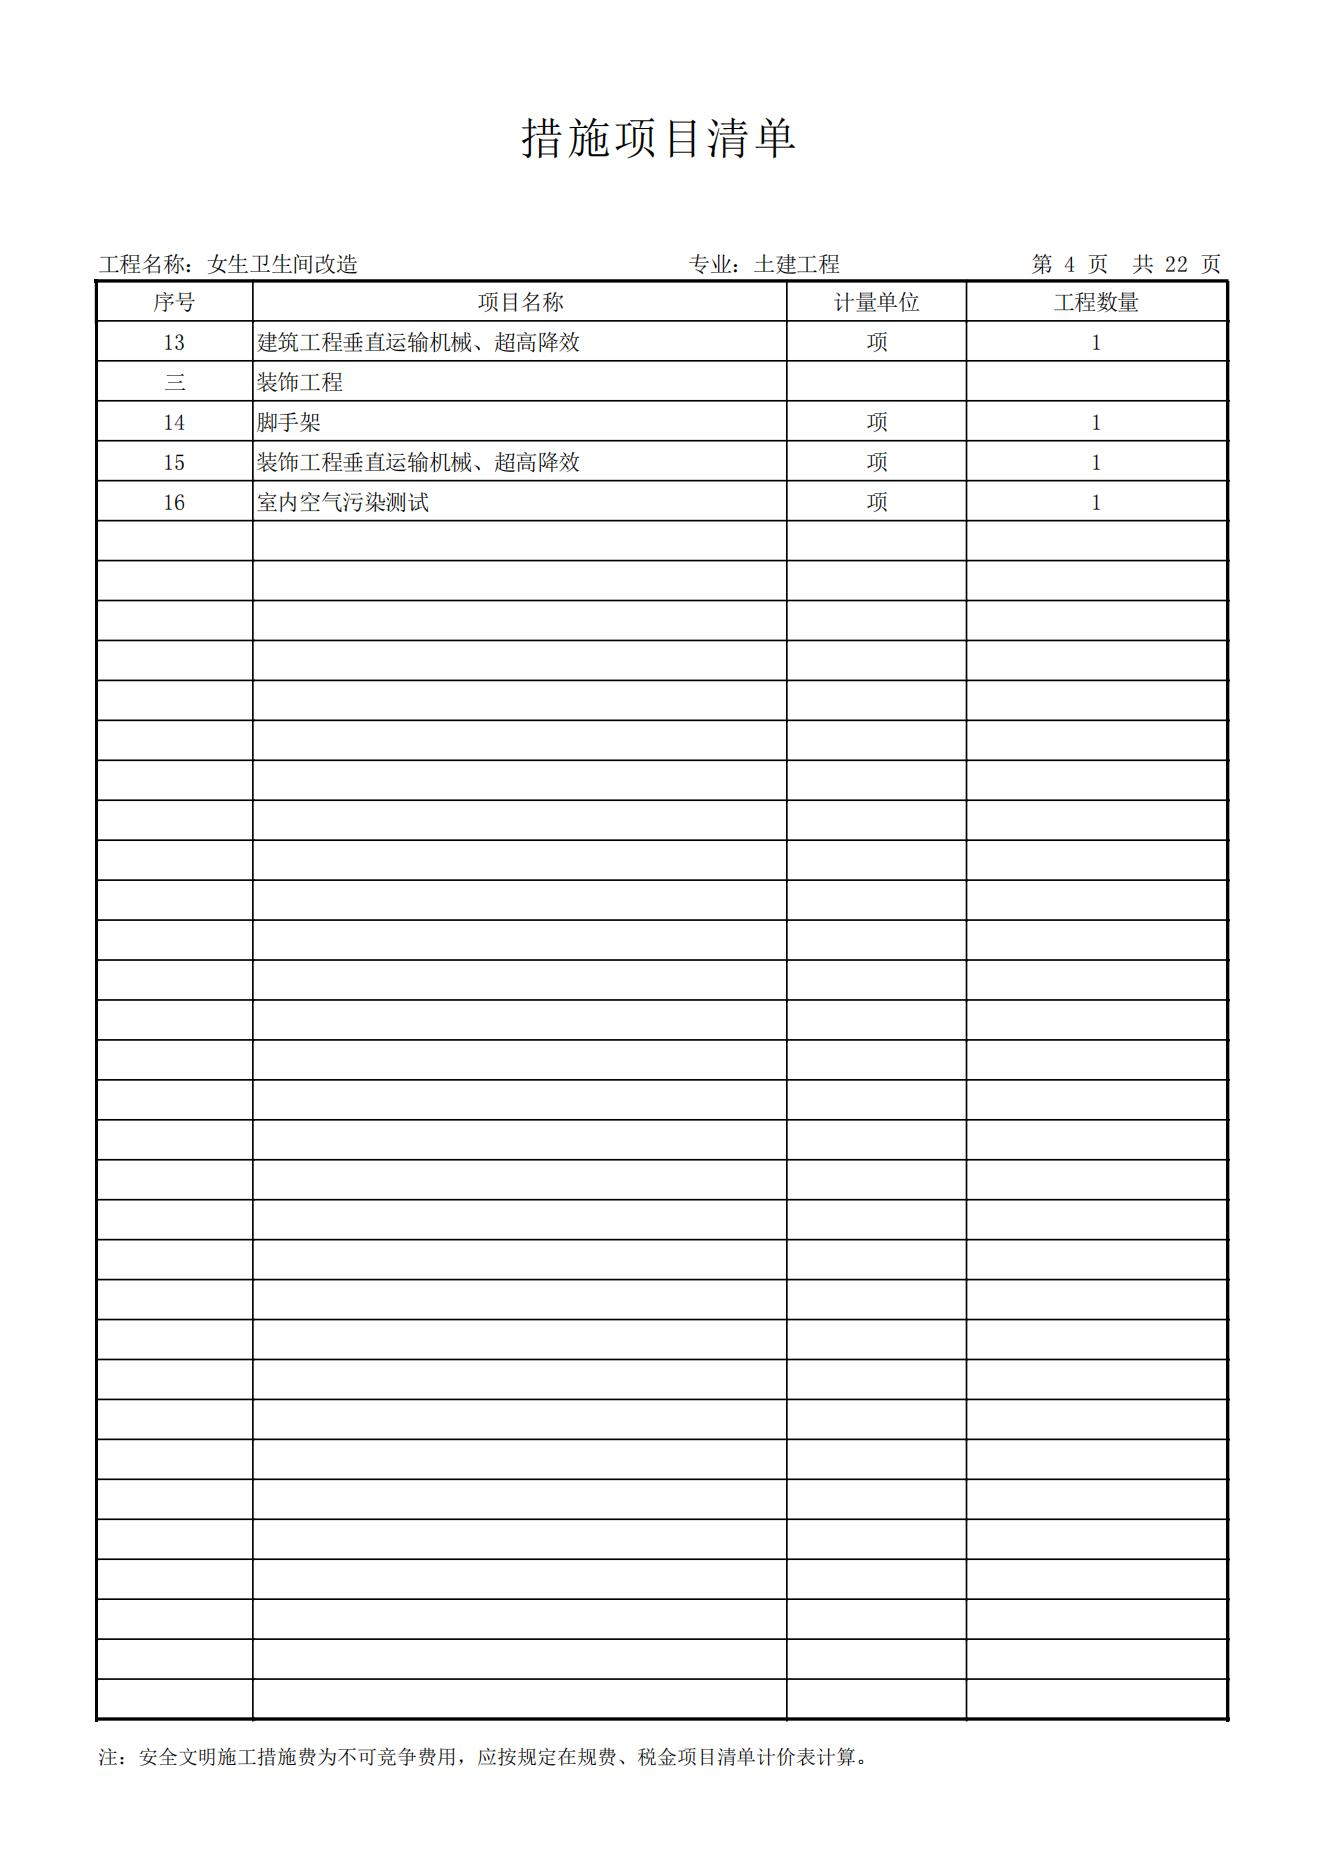 措施项目清单
工程名称：女生卫生间改造 专业：土建工程 第 4 页 共 22 页
序号 项目名称 计量单位 工程数量
13 建筑工程垂直运输机械、超高降效 项 1
三 装饰工程
14 脚手架 项 1
15 装饰工程垂直运输机械、超高降效 项 1
16 室内空气污染测试 项 1
注：安全文明施工措施费为不可竞争费用，应按规定在规费、税金项目清单计价表计算。